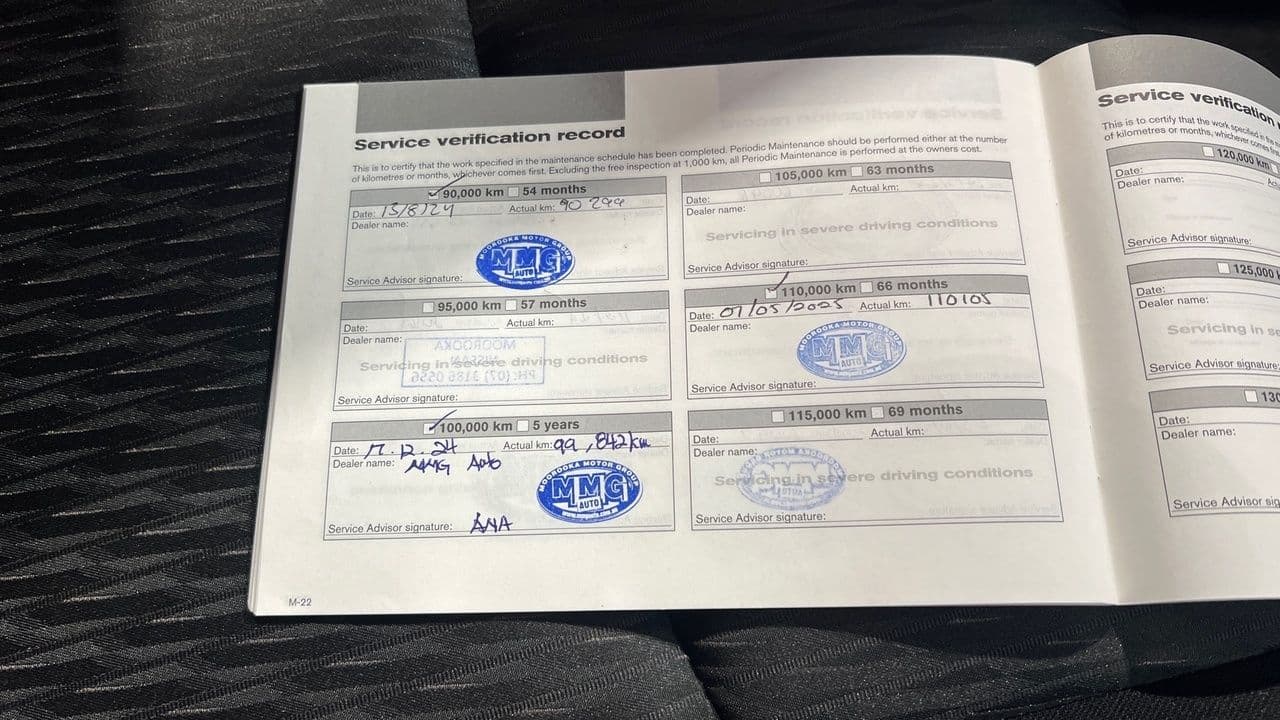 Service verification record
This is to certify that the work specified in the maintenance schedule has been completed. Periodic Maintenance should be performed either at the number
of kilometres or months, whichever comes first. Excluding the free inspection at 1,000 km, all Periodic Maintenance is performed at the owners cost.
90,000 km 54 months
Date: 13/8/24 Actual km: 90 299
Dealer name:
MOOROOKA MOTOR GROUP
MMG
AUTO
Service Advisor signature:
95,000 km 57 months
Date: Actual km:
Dealer name:
MOOROOKA
Servicing in severe driving conditions
Service Advisor signature:
100,000 km 5 years
Date: 17.12.24 Actual km: 99,842km
Dealer name: MMG Auto
MOOROOKA MOTOR GROUP
MMG
AUTO
Service Advisor signature: ANA
105,000 km 63 months
Date: Actual km:
Dealer name:
Servicing in severe driving conditions
Service Advisor signature:
110,000 km 66 months
Date: 01/05/2025 Actual km: 110105
Dealer name:
MOOROOKA MOTOR GROUP
MMG
AUTO
Service Advisor signature:
115,000 km 69 months
Date: Actual km:
Dealer name:
Servicing in severe driving conditions
Service Advisor signature:
M-22
Service verification
This is to certify that the work specified in the
of kilometres or months, whichever comes
120,000 km
Date:
Dealer name:
Service Advisor signature:
125,000
Date:
Dealer name:
Servicing in
Service Advisor signature:
130
Date:
Dealer name:
Service Advisor